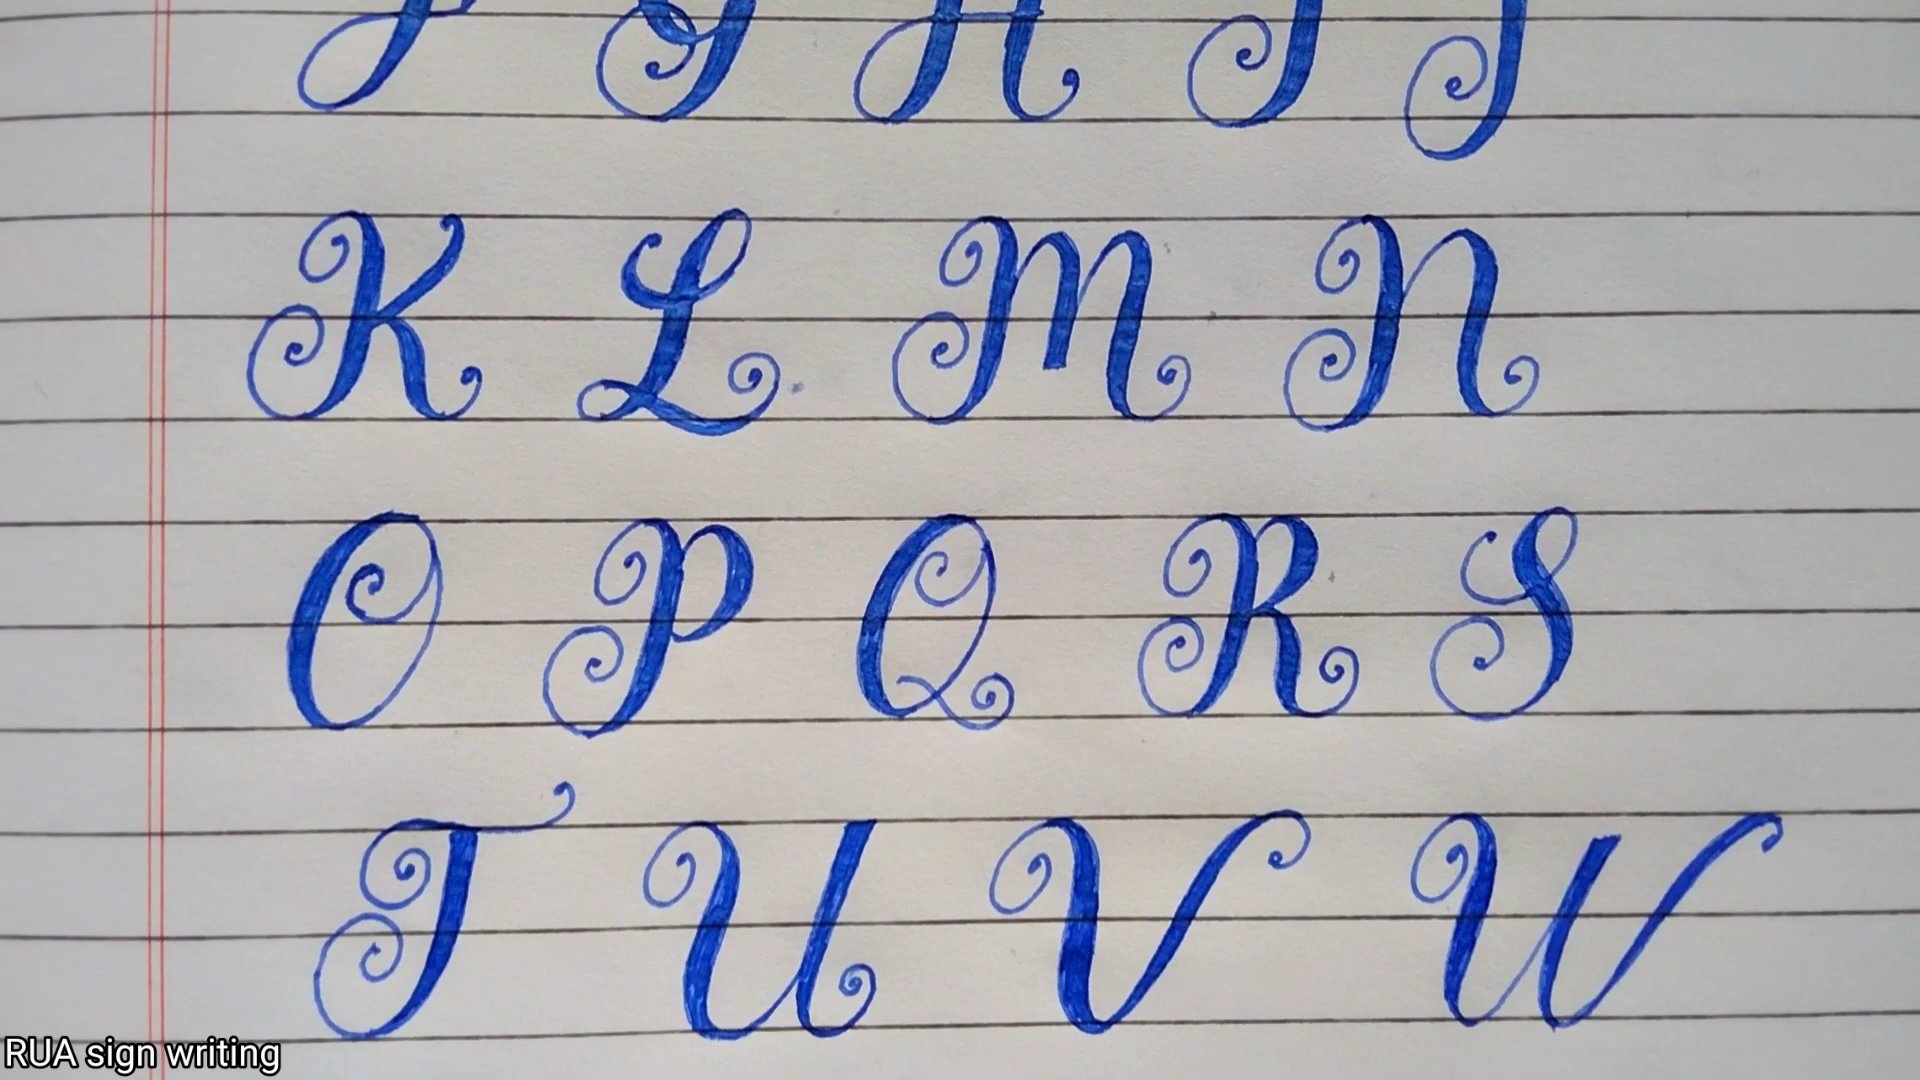 F G H I J
K L M N
O P Q R S
T U V W
RUA sign writing